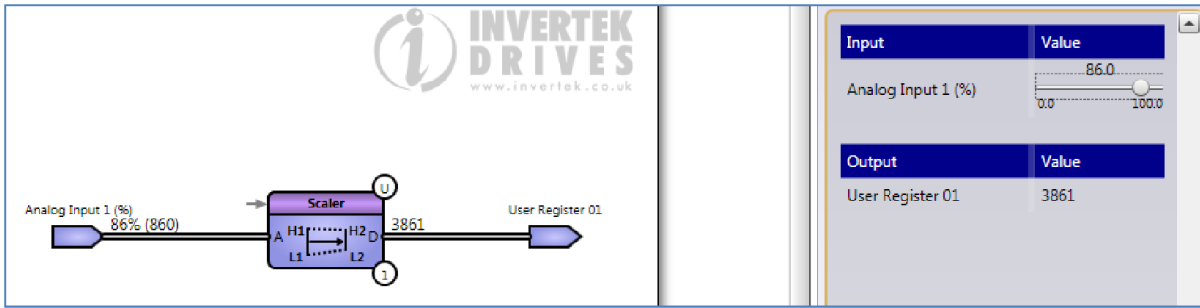 INVERTEK
DRIVES
www.invertek.co.uk
Analog Input 1 (%)
86% (860)
U
Scaler
A
H1
H2
L1
L2
D
1
3861
User Register 01
Input Value
Analog Input 1 (%)
86.0
0.0 100.0
Output Value
User Register 01 3861